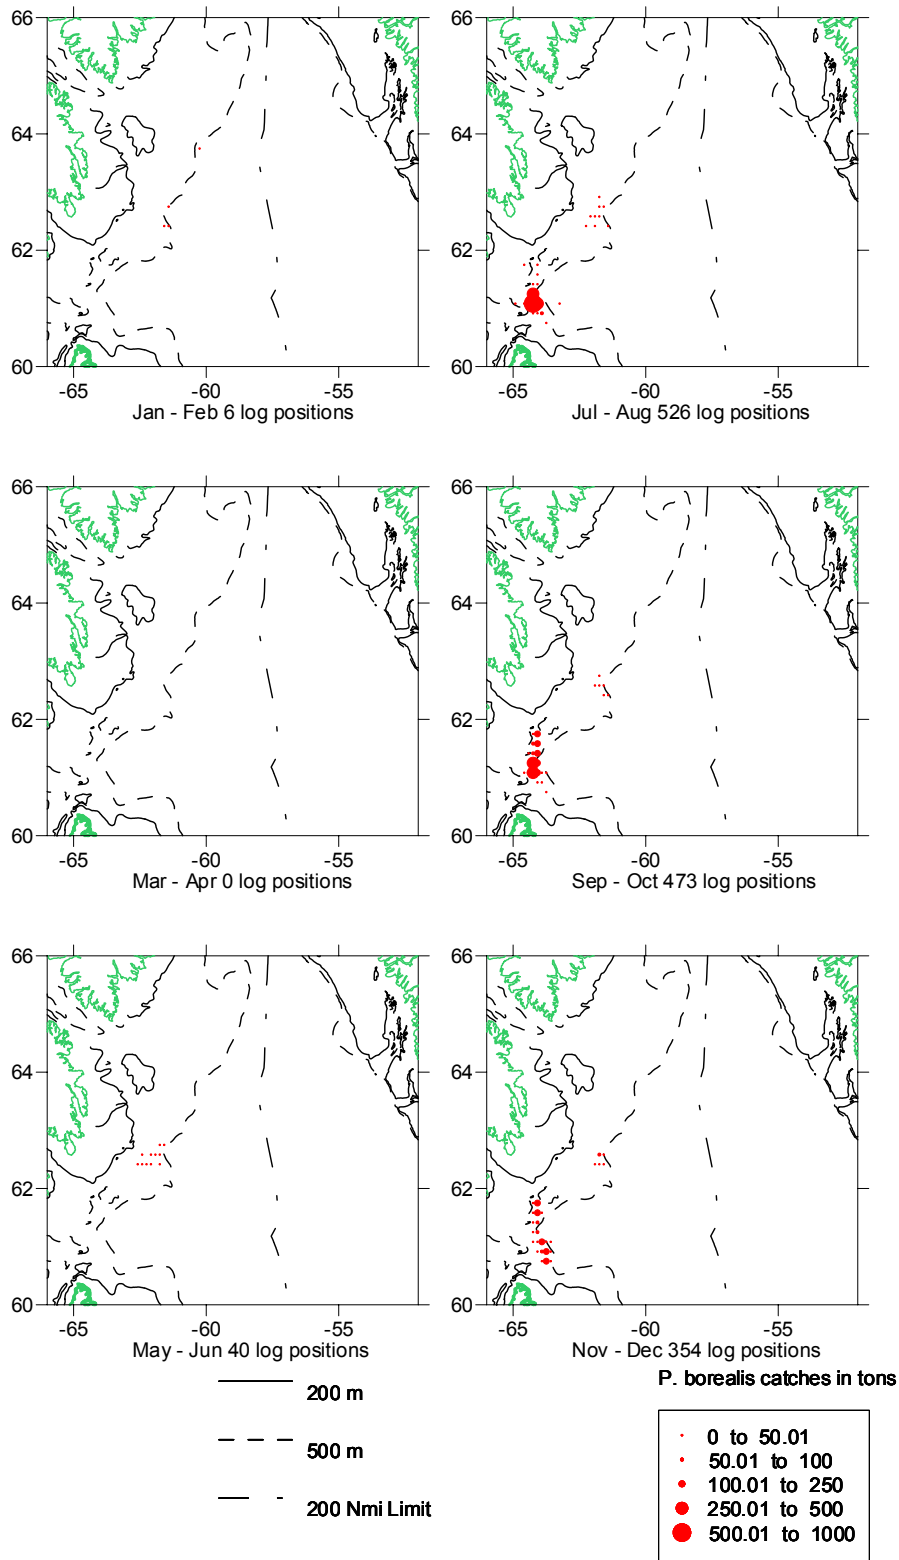 66
64
62
60
-65 -60 -55
Jan - Feb 6 log positions
66
64
62
60
-65 -60 -55
Jul - Aug 526 log positions
66
64
62
60
-65 -60 -55
Mar - Apr 0 log positions
66
64
62
60
-65 -60 -55
Sep - Oct 473 log positions
66
64
62
60
-65 -60 -55
May - Jun 40 log positions
66
64
62
60
-65 -60 -55
Nov - Dec 354 log positions
200 m
500 m
200 Nmi Limit
P. borealis catches in tons
0 to 50.01
50.01 to 100
100.01 to 250
250.01 to 500
500.01 to 1000